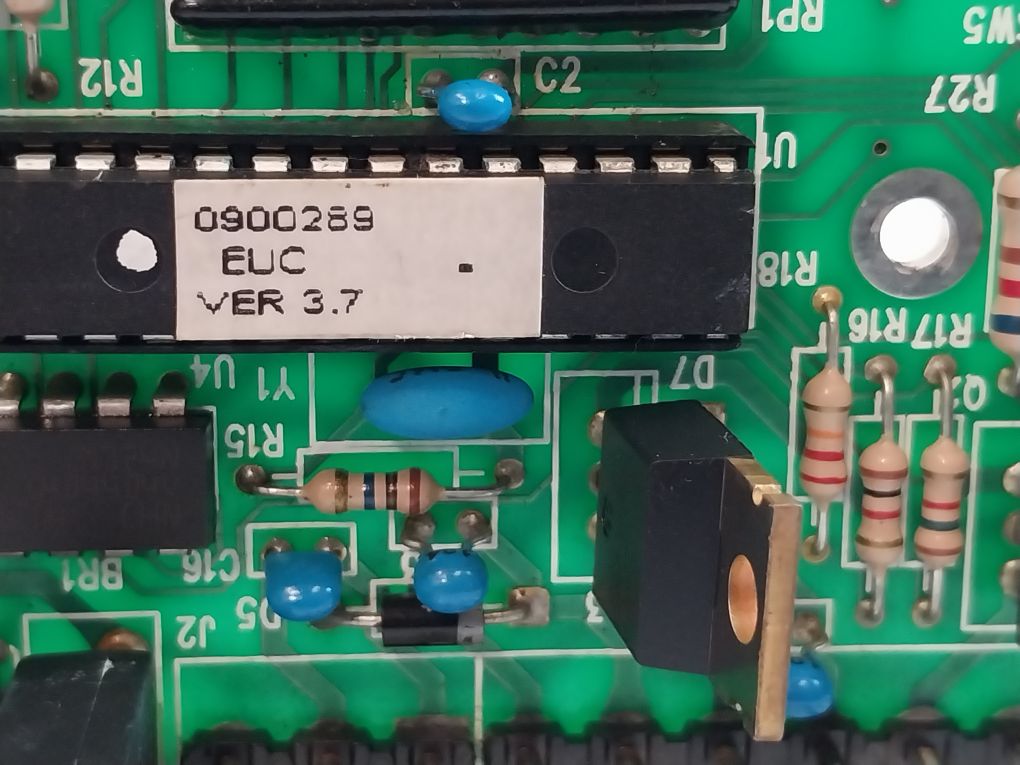 RP1
SW5
R12
C2
R27
U1
0900289
EUC
VER 3.7
R18
R16
R17
U4
Y1
D7
R15
BR1
C16
J2
D5